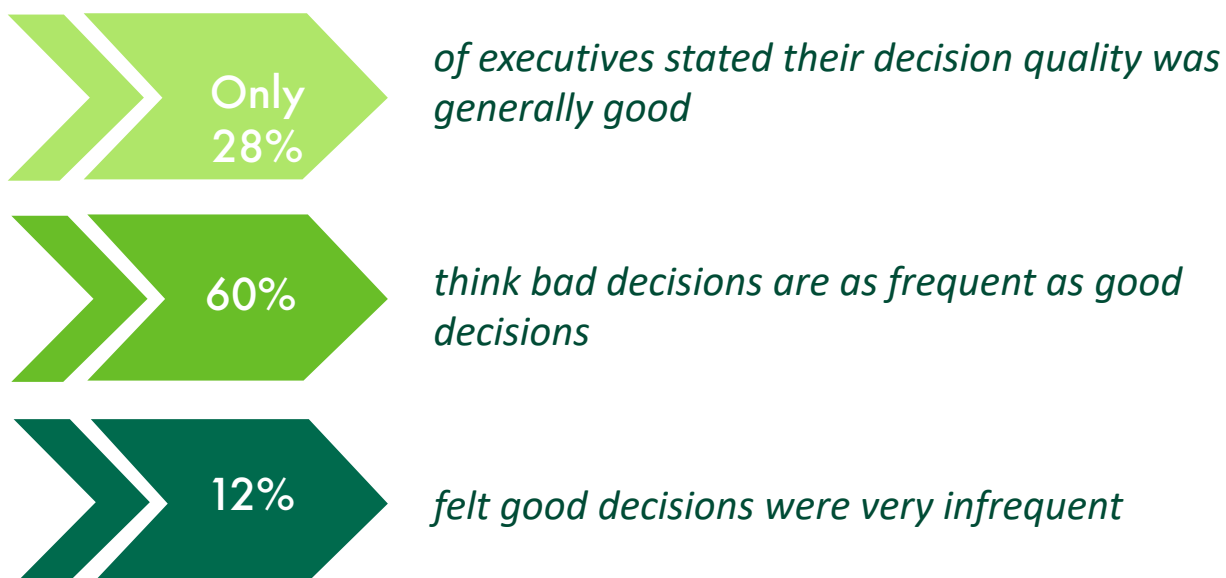 Only
28%
of executives stated their decision quality was
generally good
60%
think bad decisions are as frequent as good
decisions
12%
felt good decisions were very infrequent